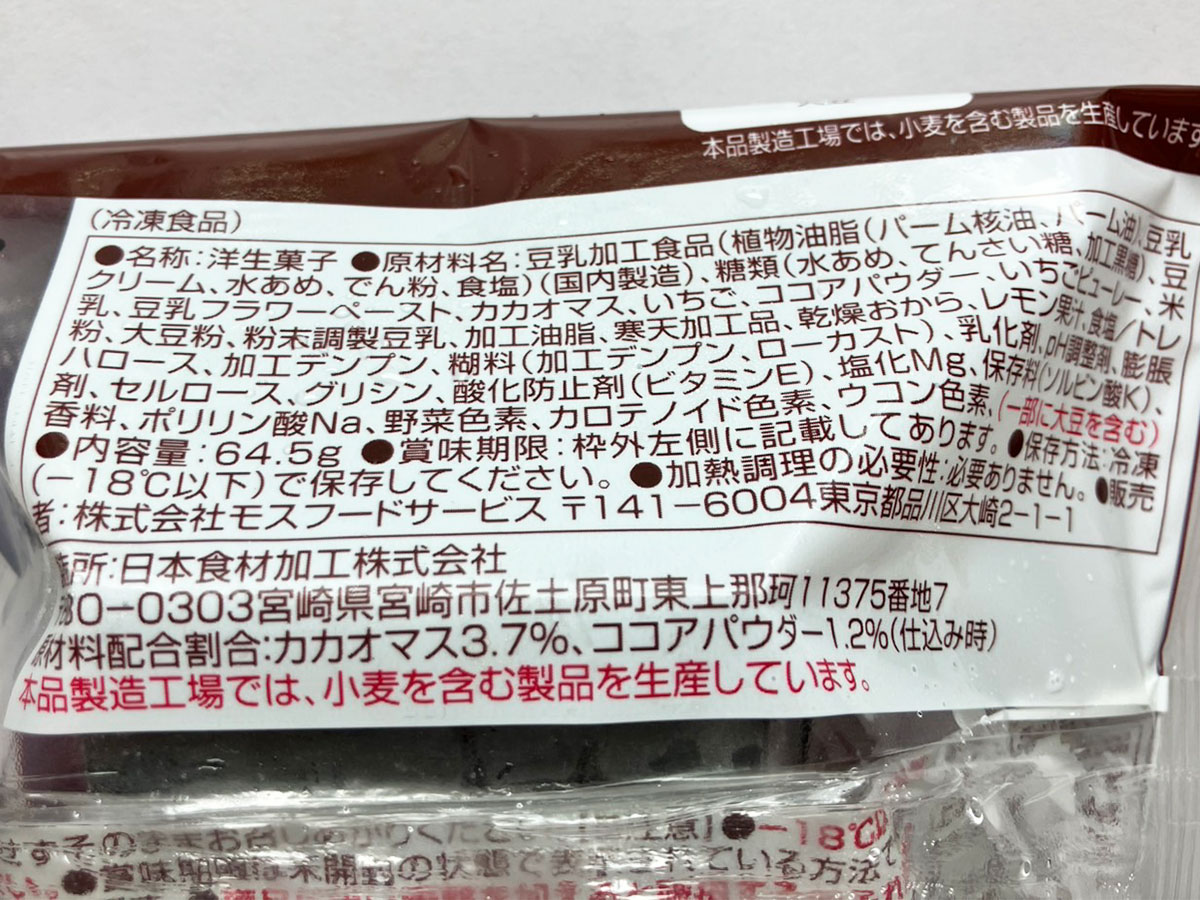 本品製造工場では、小麦を含む製品を生産しています
(冷凍食品)
●名称:洋生菓子 ●原材料名:豆乳加工食品(植物油脂(パーム核油、パーム油)、豆乳
クリーム、水あめ、でん粉、食塩)(国内製造)、糖類(水あめ、てんさい糖、加工黒糖)、豆
乳、豆乳フラワーペースト、カカオマス、いちご、ココアパウダー、いちごピューレー、米
粉、大豆粉、粉末調製豆乳、加工油脂、寒天加工品、乾燥おから、レモン果汁、食塩/トレ
ハロース、加工デンプン、糊料(加工デンプン、ローカスト)、乳化剤、pH調整剤、膨脹
剤、セルロース、グリシン、酸化防止剤(ビタミンE)、塩化Mg、保存料(ソルビン酸K)、
香料、ポリリン酸Na、野菜色素、カロテノイド色素、ウコン色素、(一部に大豆を含む)
●内容量:64.5g ●賞味期限:枠外左側に記載してあります。●保存方法:冷凍
(−18℃以下)で保存してください。●加熱調理の必要性:必要ありません。●販売
者:株式会社モスフードサービス 〒141−6004東京都品川区大崎2−1−1
所:日本食材加工株式会社
0−0303宮崎県宮崎市佐土原町東上那珂11375番地7
原材料配合割合:カカオマス3.7%、ココアパウダー1.2%(仕込み時)
本品製造工場では、小麦を含む製品を生産しています。
●−18℃
●賞味期限は未開封の状態で表示されている方法